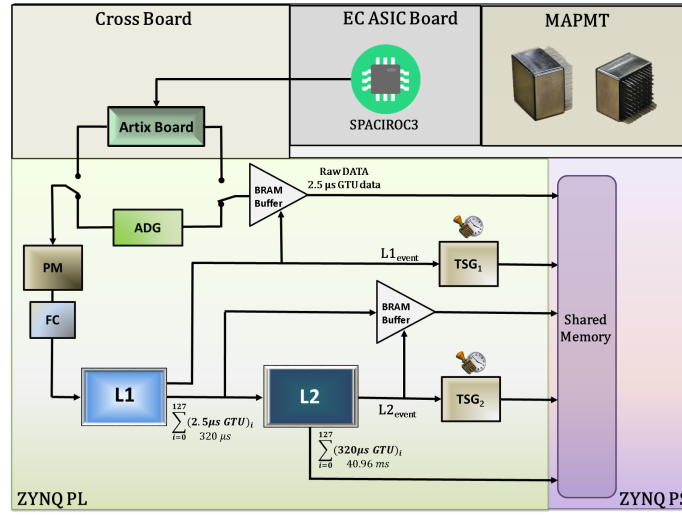 Cross Board
EC ASIC Board
MAPMT
SPACIROC3
Artix Board
Raw DATA
2.5 µs GTU data
BRAM
Buffer
ADG
PM
L1event
TSG1
FC
BRAM
Buffer
Shared
Memory
L1
L2
L2event
TSG2
127
∑(2.5µs GTU)i
i=0
320 µs
127
∑(320µs GTU)i
i=0
40.96 ms
ZYNQ PL
ZYNQ PS